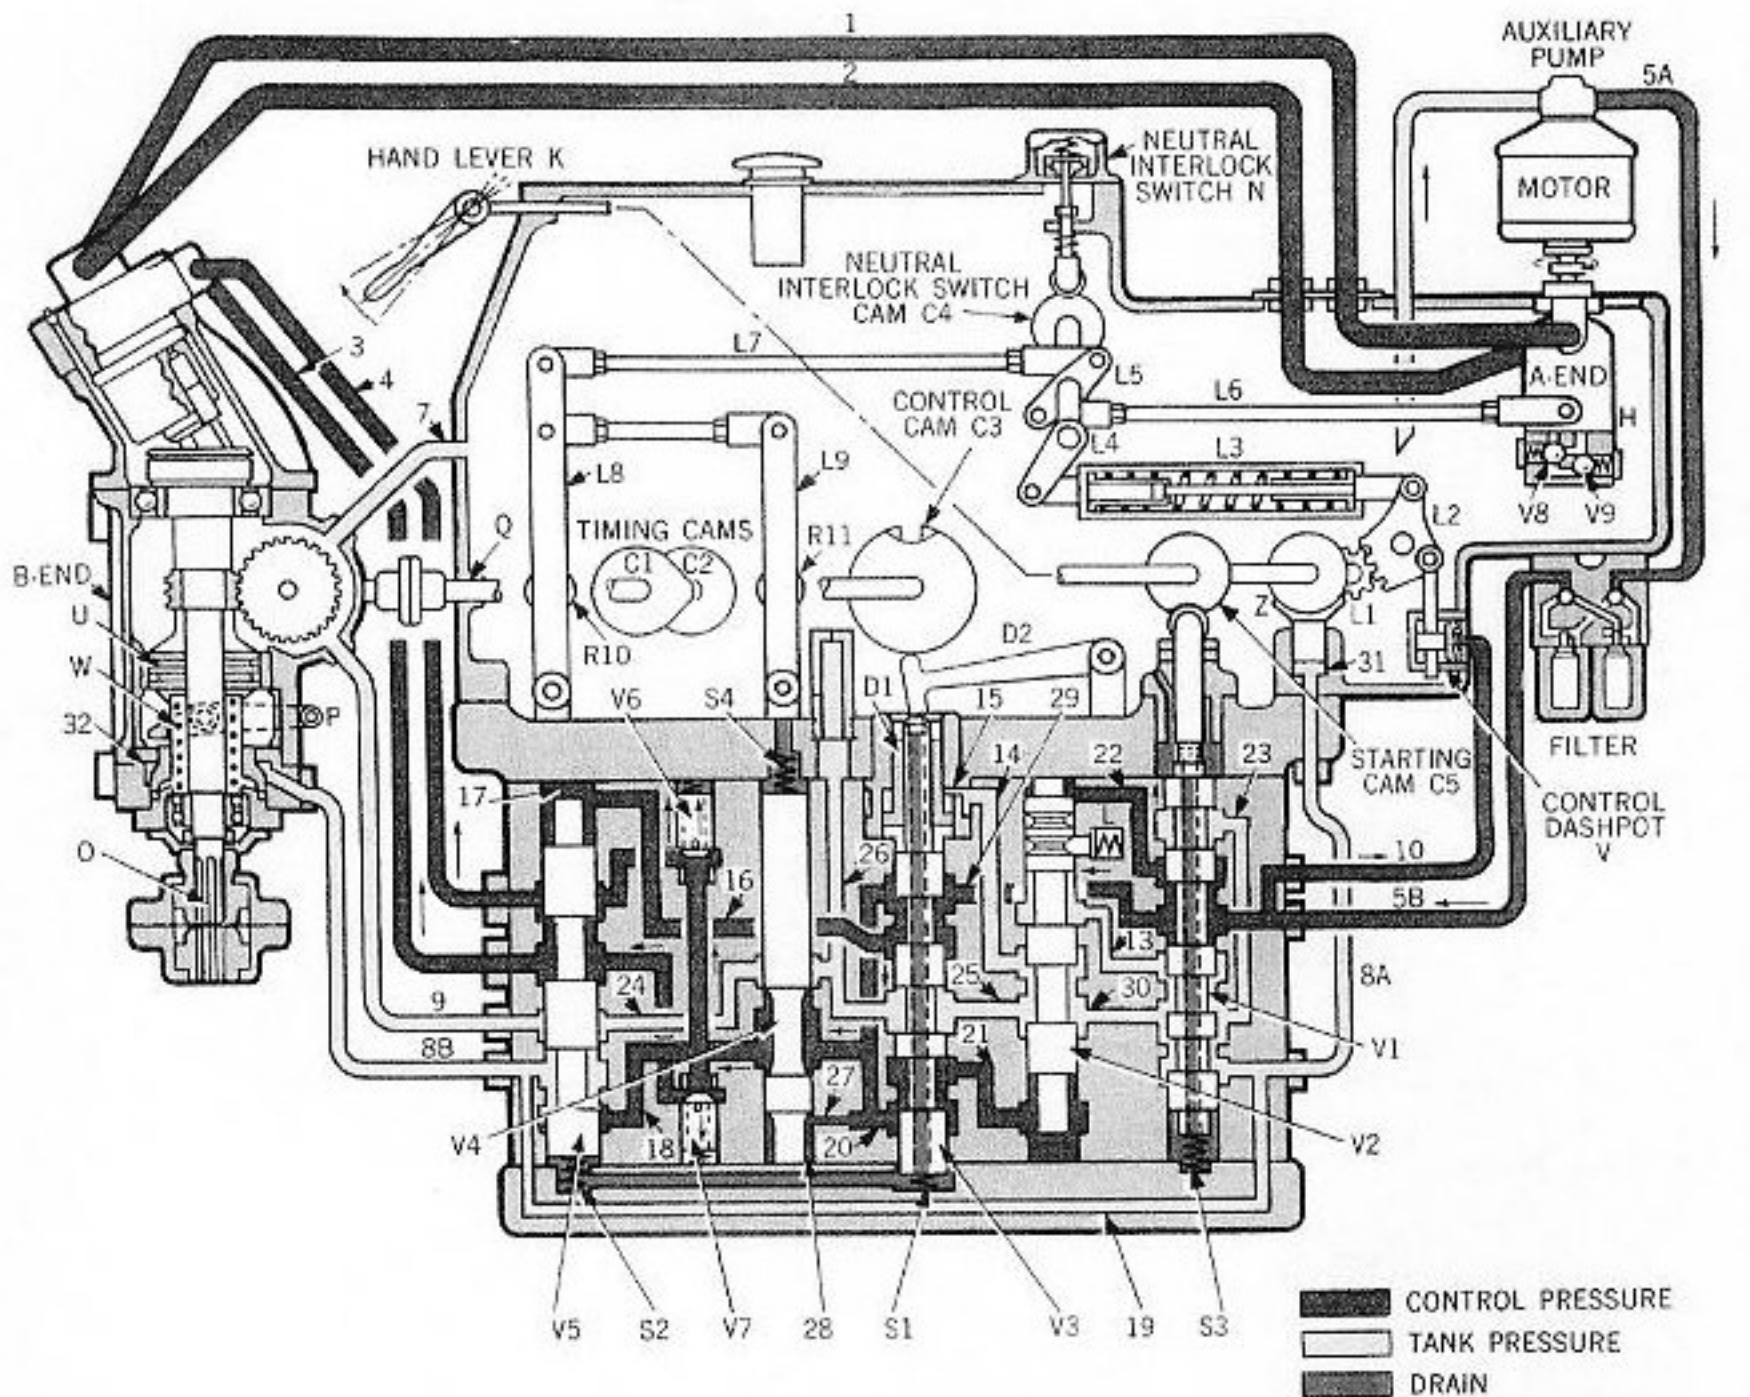 1
AUXILIARY
PUMP
5A
2
HAND LEVER K
NEUTRAL
INTERLOCK
SWITCH N
MOTOR
NEUTRAL
INTERLOCK SWITCH
CAM C4
3
4
L7
L5
A-END
CONTROL
CAM C3
L6
H
7
L4
L3
L8
L9
V8 V9
L2
Q
TIMING CAMS
R11
C1 C2
B-END
U
Z
L1
D2
W
R10
31
V6
S4
D1
15
29
P
32
FILTER
14
22
23
STARTING
CAM C5
17
CONTROL
DASHPOT
V
O
26
10
16
5B
13
25
8A
24
30
9
21
8B
V1
27
V4
18
20
V2
V5
S2
V7
28
S1
V3
19
S3
CONTROL PRESSURE
TANK PRESSURE
DRAIN